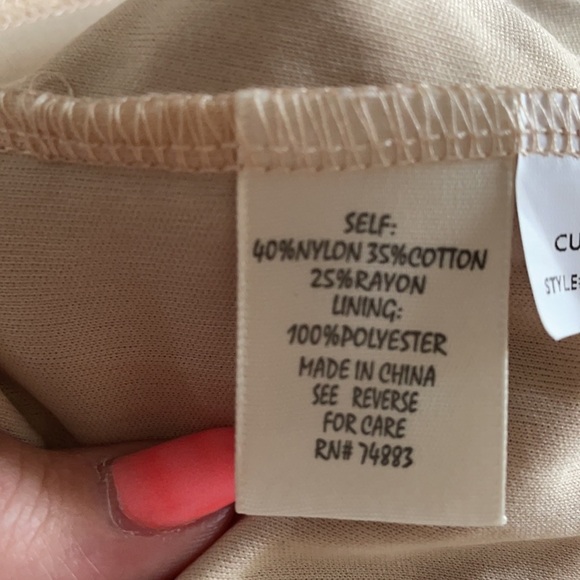 SELF:
40%NYLON 35%COTTON
25%RAYON
LINING:
100%POLYESTER
MADE IN CHINA
SEE REVERSE
FOR CARE
RN# 74883
CU
STYLE#